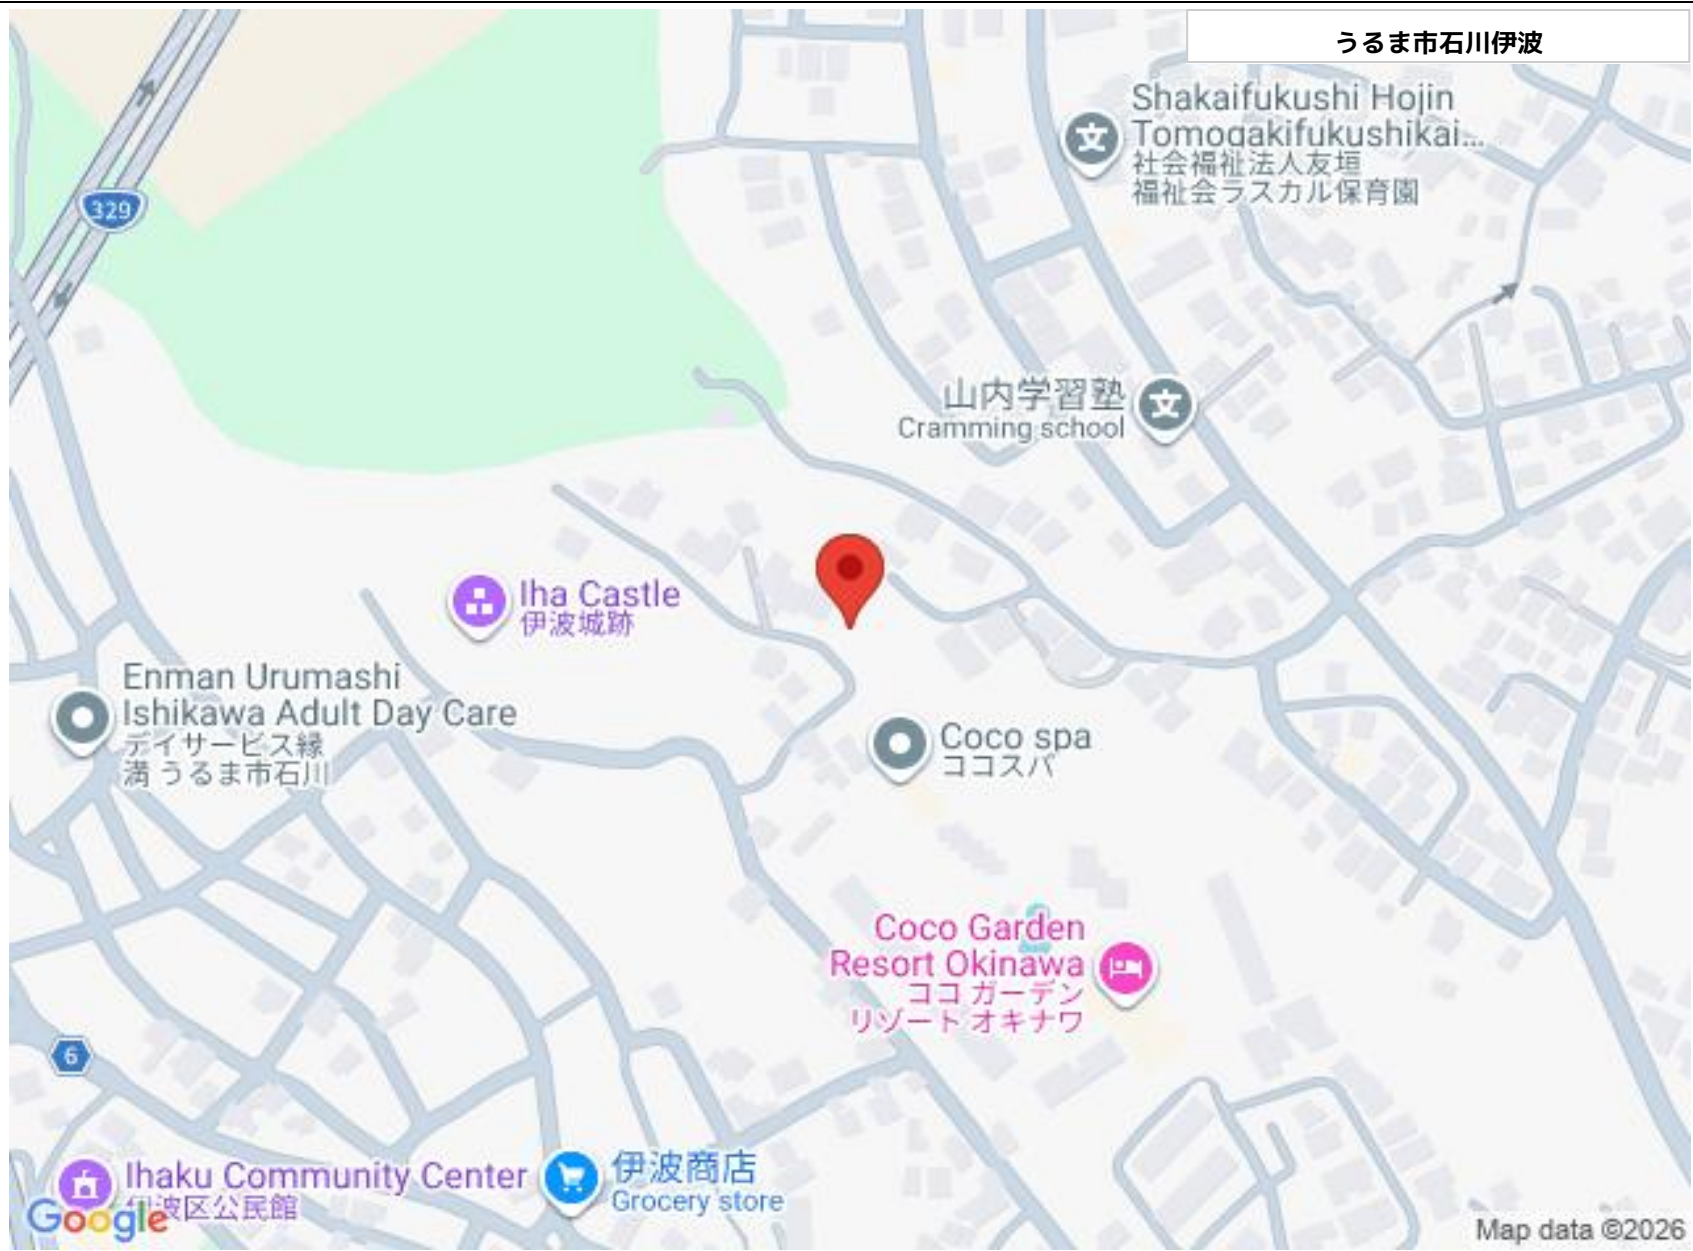 うるま市石川伊波
Shakaifukushi Hojin
Tomogakifukushikai...
社会福祉法人友垣
福祉会ラスカル保育園
329
山内学習塾
Cramming school
Iha Castle
伊波城跡
Enman Urumashi
Ishikawa Adult Day Care
デイサービス縁
満 うるま市石川
Coco spa
ココスパ
Coco Garden
Resort Okinawa
ココ ガーデン
リゾート オキナワ
6
Ihaku Community Center
伊波区公民館
伊波商店
Grocery store
Google
Map data ©2026